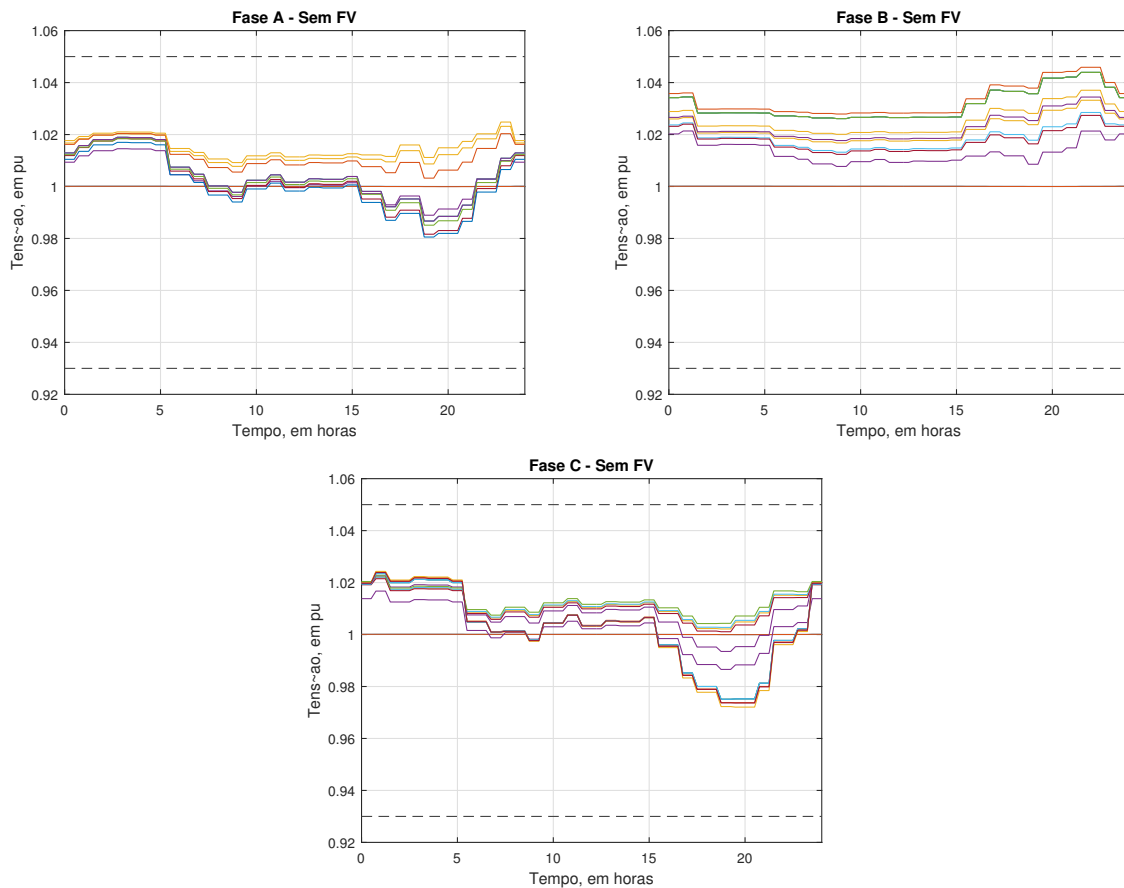 Fase A - Sem FV
1.06
1.04
1.02
1
0.98
0.96
0.94
0.92
Tens~ao, em pu
0 5 10 15 20
Tempo, em horas
Fase B - Sem FV
1.06
1.04
1.02
1
0.98
0.96
0.94
0.92
Tens~ao, em pu
0 5 10 15 20
Tempo, em horas
Fase C - Sem FV
1.06
1.04
1.02
1
0.98
0.96
0.94
0.92
Tens~ao, em pu
0 5 10 15 20
Tempo, em horas